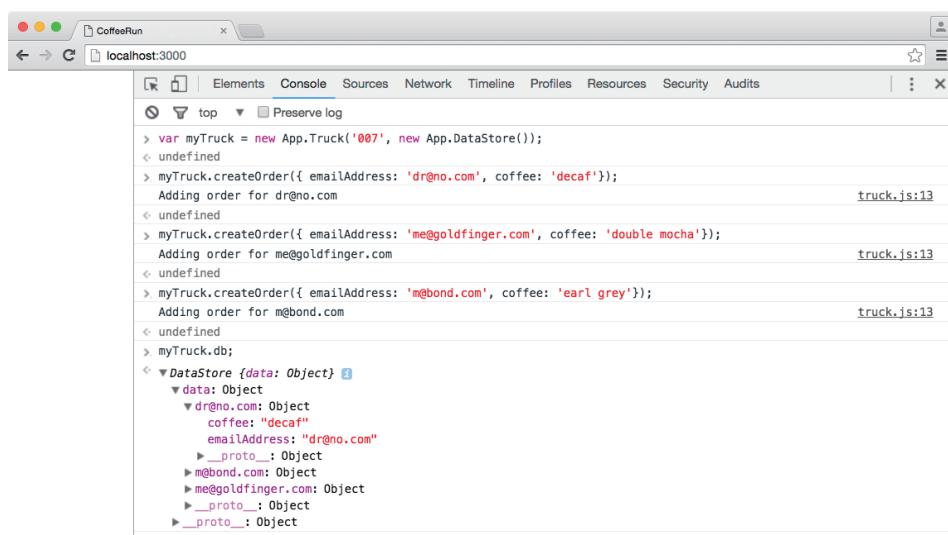 CoffeeRun
localhost:3000
Elements Console Sources Network Timeline Profiles Resources Security Audits
top Preserve log
var myTruck = new App.Truck('007', new App.DataStore());
undefined
myTruck.createOrder({ emailAddress: 'dr@no.com', coffee: 'decaf'});
Adding order for dr@no.com truck.js:13
undefined
myTruck.createOrder({ emailAddress: 'me@goldfinger.com', coffee: 'double mocha'});
Adding order for me@goldfinger.com truck.js:13
undefined
myTruck.createOrder({ emailAddress: 'm@bond.com', coffee: 'earl grey'});
Adding order for m@bond.com truck.js:13
undefined
myTruck.db;
DataStore {data: Object}
data: Object
dr@no.com: Object
coffee: "decaf"
emailAddress: "dr@no.com"
__proto__: Object
m@bond.com: Object
me@goldfinger.com: Object
__proto__: Object
__proto__: Object